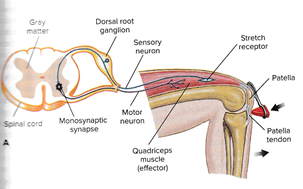 Gray
matter
Dorsal root
ganglion
Sensory
neuron
Stretch
receptor
Patella
Spinal cord
Monosynaptic
synapse
Motor
neuron
Patella
tendon
Quadriceps
muscle
(effector)
A